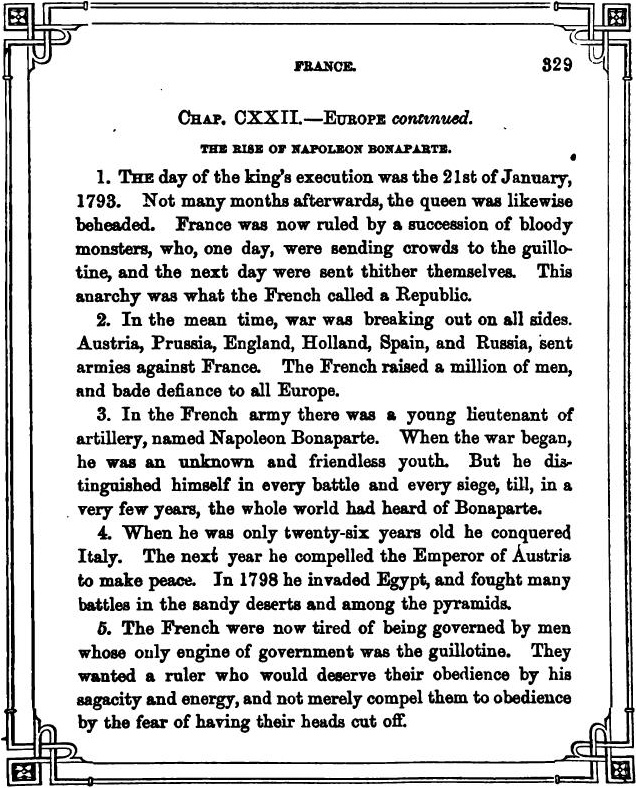 FRANCE. 329
CHAP. CXXII.—EUROPE continued.
THE RISE OF NAPOLEON BONAPARTE.
1. THE day of the king's execution was the 21st of January,
1793. Not many months afterwards, the queen was likewise
beheaded. France was now ruled by a succession of bloody
monsters, who, one day, were sending crowds to the guillo-
tine, and the next day were sent thither themselves. This
anarchy was what the French called a Republic.
2. In the mean time, war was breaking out on all sides.
Austria, Prussia, England, Holland, Spain, and Russia, sent
armies against France. The French raised a million of men,
and bade defiance to all Europe.
3. In the French army there was a young lieutenant of
artillery, named Napoleon Bonaparte. When the war began,
he was an unknown and friendless youth. But he dis-
tinguished himself in every battle and every siege, till, in a
very few years, the whole world had heard of Bonaparte.
4. When he was only twenty-six years old he conquered
Italy. The next year he compelled the Emperor of Austria
to make peace. In 1798 he invaded Egypt, and fought many
battles in the sandy deserts and among the pyramids.
5. The French were now tired of being governed by men
whose only engine of government was the guillotine. They
wanted a ruler who would deserve their obedience by his
sagacity and energy, and not merely compel them to obedience
by the fear of having their heads cut off.